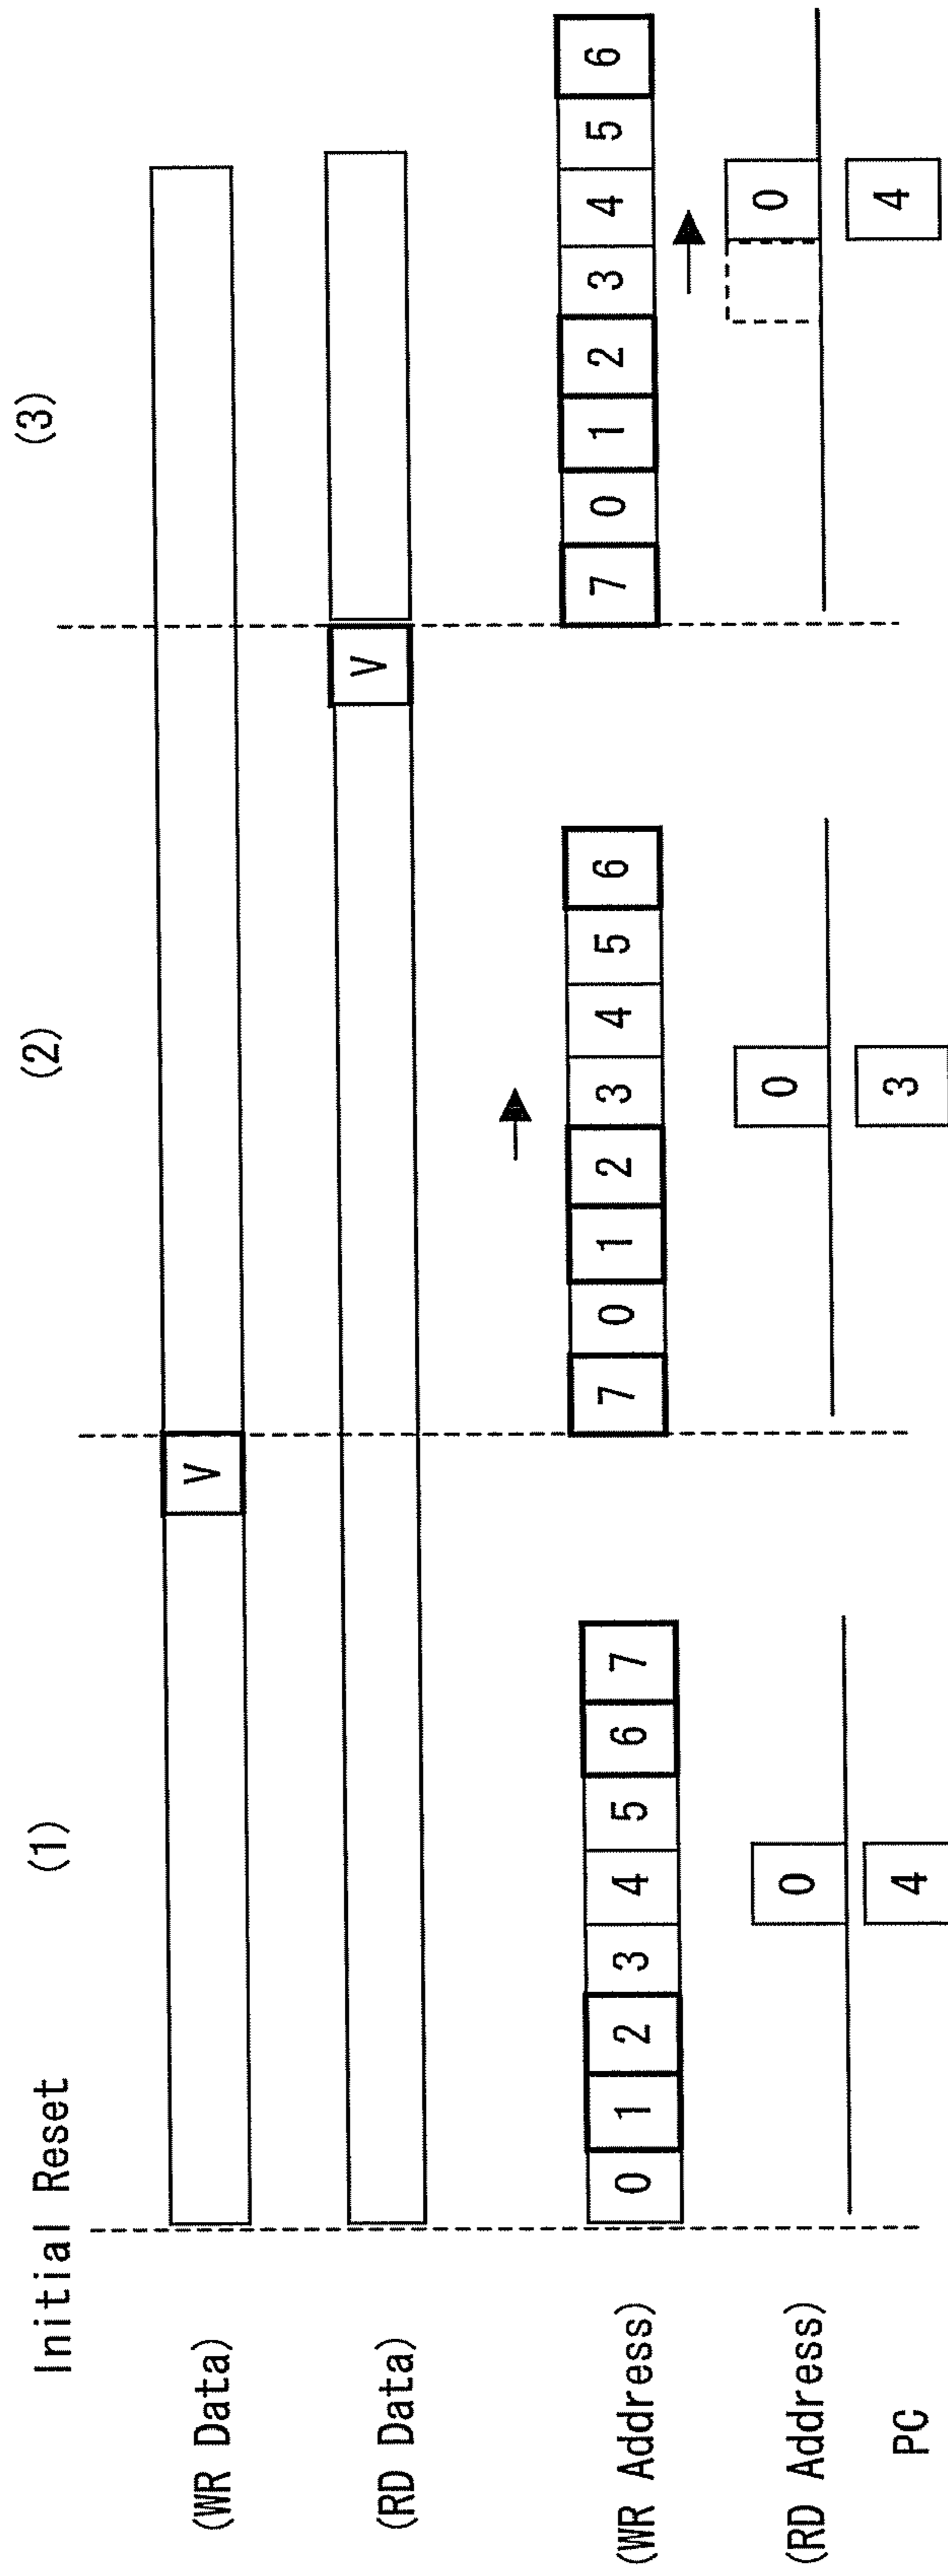 Initial Reset
(1) (2) (3)
(WR Data) V
(RD Data) V
(WR Address) 0 1 2 3 4 5 6 7 7 0 1 2 3 4 5 6 7 0 1 2 3 4 5 6
(RD Address) 0 0 0
PC 4 3 4